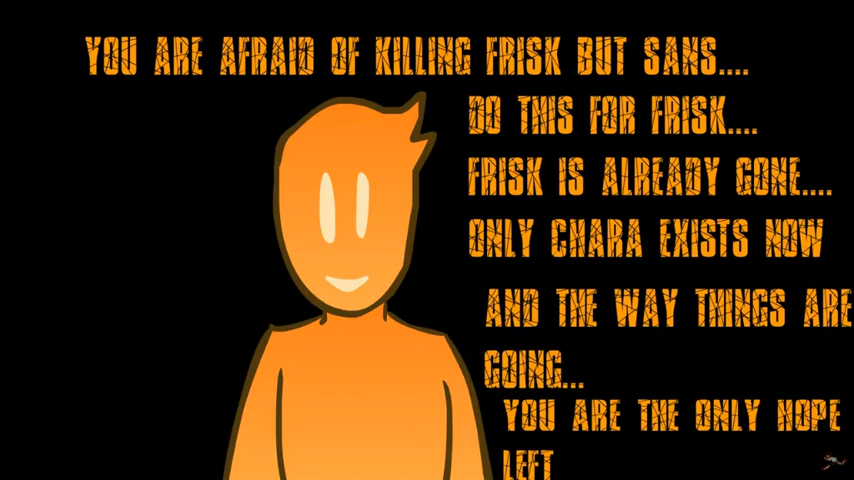 YOU ARE AFRAID OF KILLING FRISK BUT SANS....
DO THIS FOR FRISK....
FRISK IS ALREADY GONE....
ONLY CHARA EXISTS NOW
AND THE WAY THINGS ARE
GOING...
YOU ARE THE ONLY HOPE
LEFT